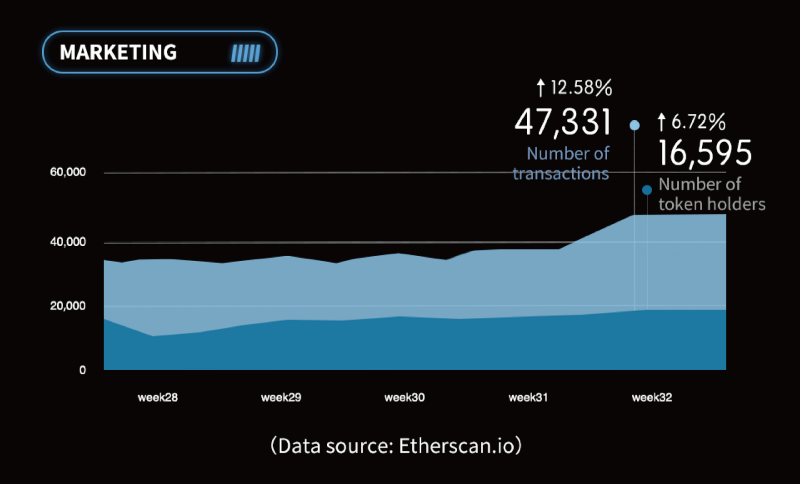 MARKETING
↑ 12.58%
47,331
Number of
transactions
↑ 6.72%
16,595
Number of
token holders
60,000
40,000
20,000
0
week28 week29 week30 week31 week32
（Data source: Etherscan.io）